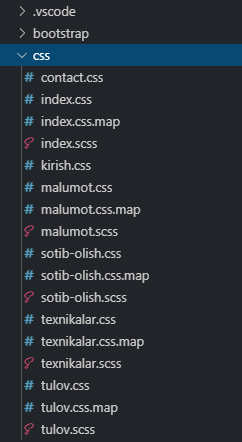 .vscode
bootstrap
css
contact.css
index.css
index.css.map
index.scss
kirish.css
malumot.css
malumot.css.map
malumot.scss
sotib-olish.css
sotib-olish.css.map
sotib-olish.scss
texnikalar.css
texnikalar.css.map
texnikalar.scss
tulov.css
tulov.css.map
tulov.scss